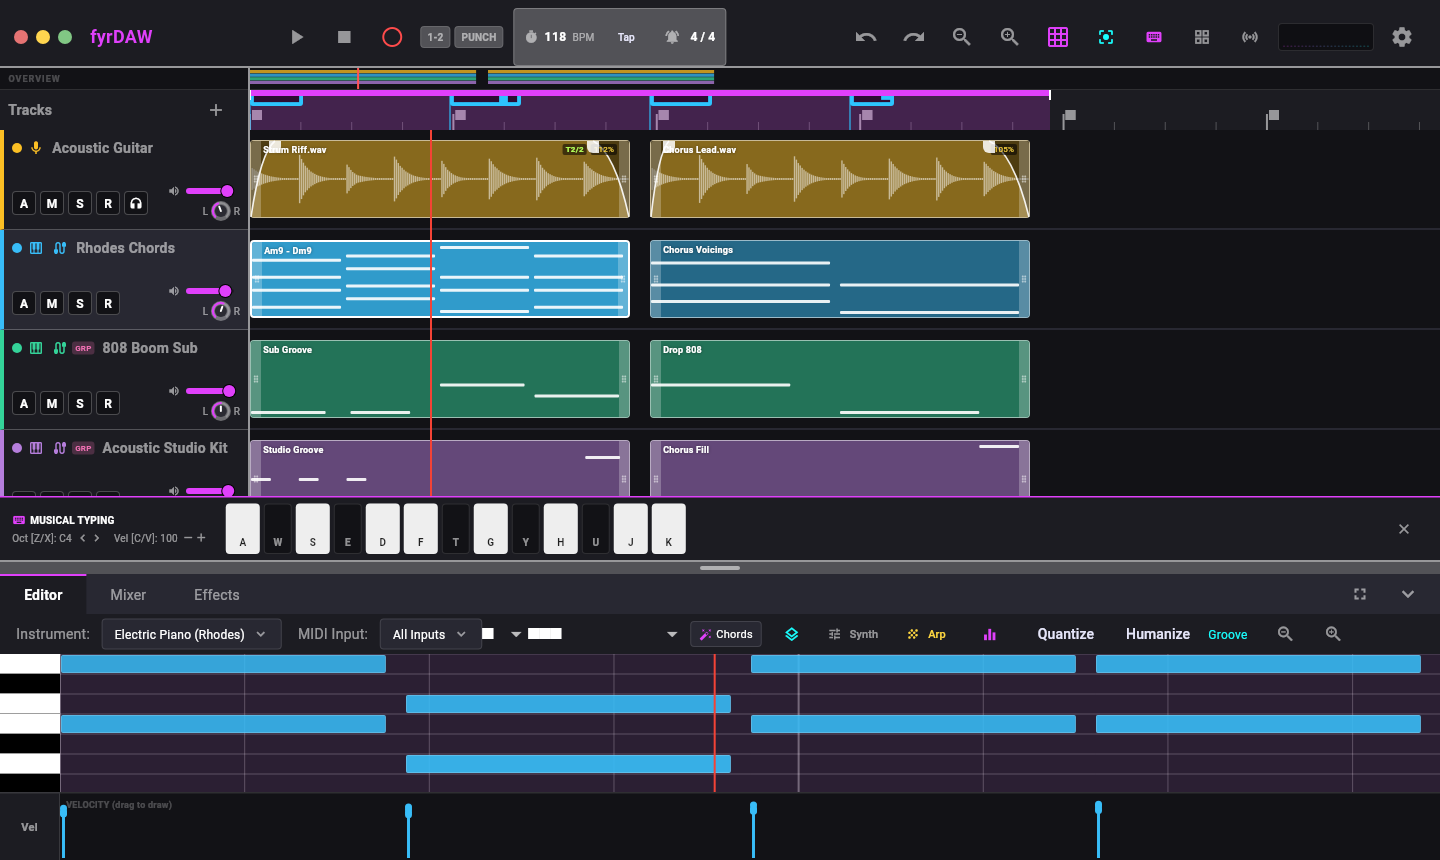 fyrDAW
1-2 PUNCH 118 BPM Tap 4 / 4
OVERVIEW
Tracks
Acoustic Guitar
A M S R
L R
Strum Riff.wav T2/2
Chorus Lead.wav 105%
Rhodes Chords
A M S R
L R
Am9 - Dm9
Chorus Voicings
GRP 808 Boom Sub
A M S R
L R
Sub Groove
Drop 808
GRP Acoustic Studio Kit
Studio Groove
Chorus Fill
MUSICAL TYPING
Oct [Z/X]: C4 Vel [C/V]: 100
A W S E D F T G Y H U J K
Editor Mixer Effects
Instrument: Electric Piano (Rhodes) MIDI Input: All Inputs Chords Synth Arp Quantize Humanize Groove
VELOCITY (drag to draw)
Vel